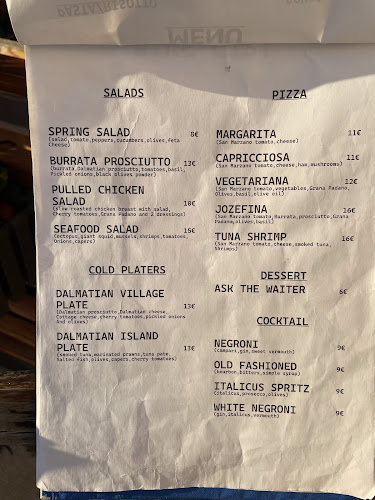 PASTA/RISOTTO
MENU
SALADS
SPRING SALAD 8€
(salad,tomato,peppers,cucumbers,olives,Feta
Cheese)
BURRATA PROSCIUTTO 13€
(burrata,Dalmatian prosciutto,tomatoes,basil,
Pickled onions,black olives powder)
PULLED CHICKEN
SALAD 10€
(Slow roasted chicken breast with salad,
Cherry tomatoes,Grana Padano and 2 dressings)
SEAFOOD SALAD 15€
(octopus,giant squid,mussels,shrimps,tomatoes,
Onions,capers)
COLD PLATERS
DALMATIAN VILLAGE
PLATE 13€
(Dalmatian prosciutto,Dalmatian cheese,
Cottage cheese,cherry tomatoes,pickled onions
And olives)
DALMATIAN ISLAND
PLATE 13€
(smoked tuna,marinated prawns,tuna pate,
Salted fish,olives,capers,cherry tomatoes)
PIZZA
MARGARITA 11€
(San Marzano tomato,cheese)
CAPRICCIOSA 11€
(San Marzano tomato,cheese,ham,mushrooms)
VEGETARIANA 12€
(San Marzano tomato,vegetables,Grana Padano,
Olives,basil,olive oil)
JOZEFINA 16€
(San Marzano tomato,Burrata,prosciutto,Grana
Padano,olives,basil)
TUNA SHRIMP 16€
(San Marzano tomato,cheese,smoked tuna,
Shrimps)
DESSERT
ASK THE WAITER 6€
COCKTAIL
NEGRONI 9€
(campari,gin,sweet vermouth)
OLD FASHIONED 9€
(bourbon,bitters,simple syrup)
ITALICUS SPRITZ 9€
(italicus,prosecco,olives)
WHITE NEGRONI 9€
(gin,italicus,vermouth)